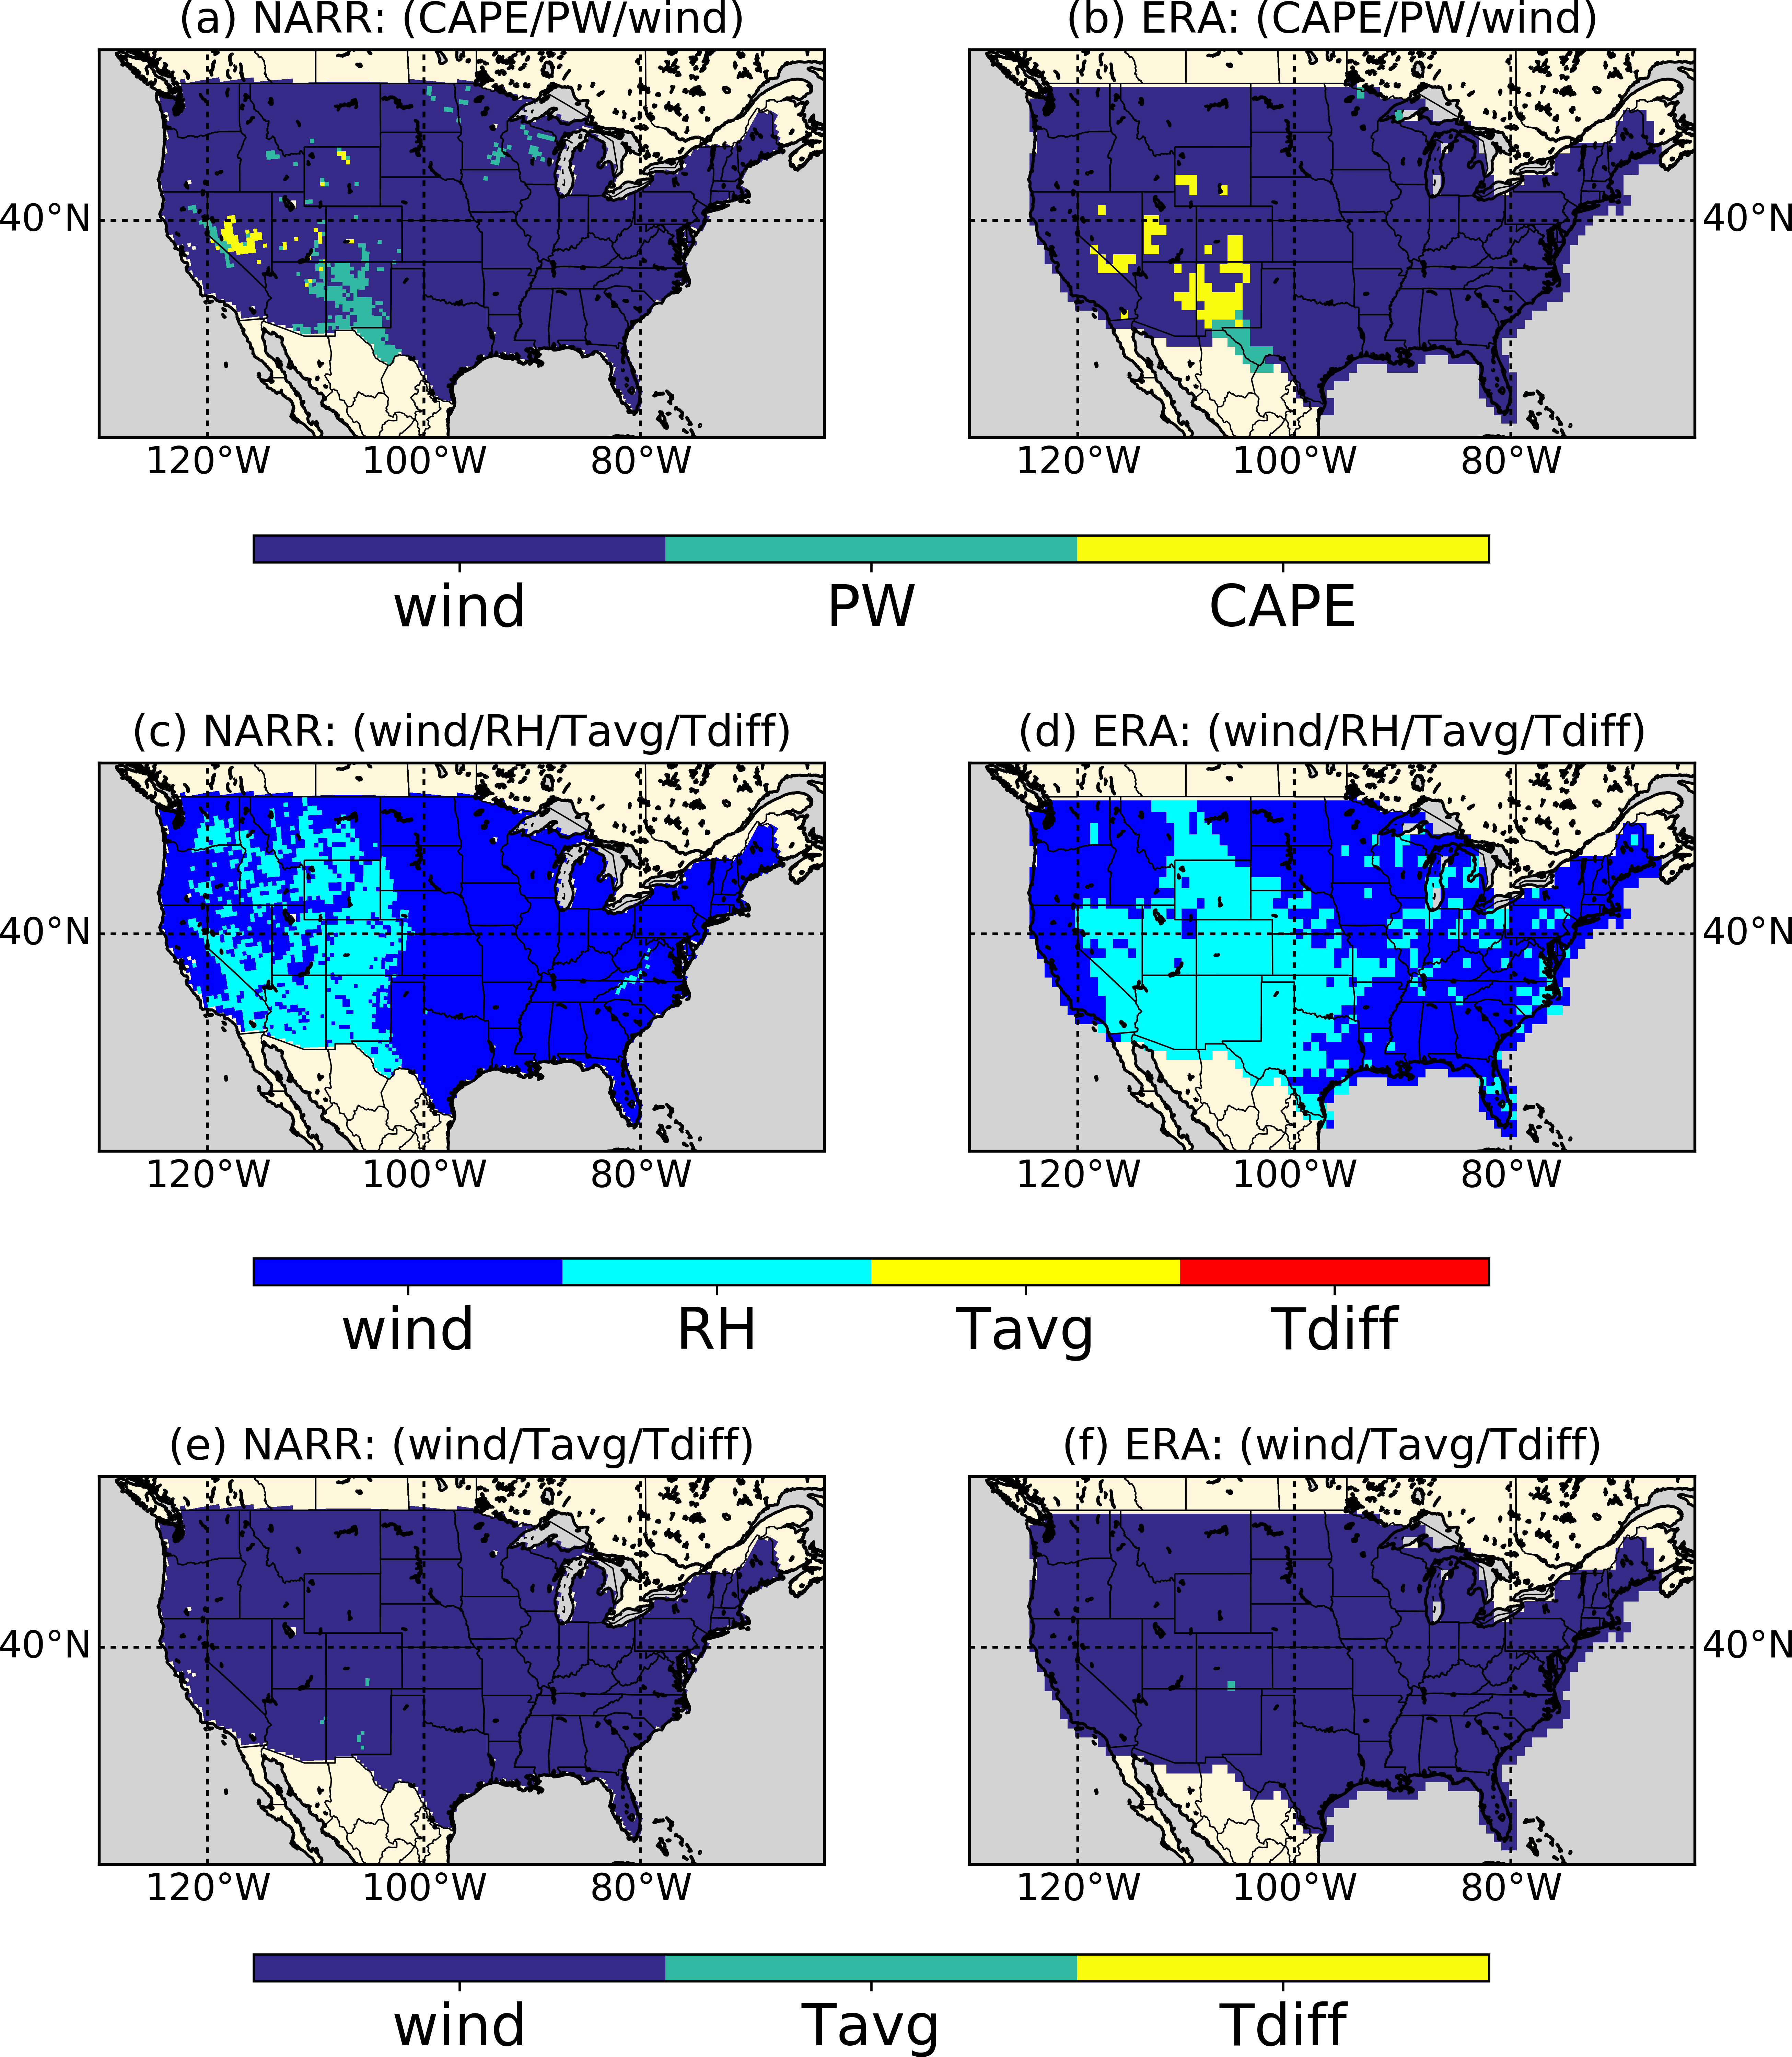 (a) NARR: (CAPE/PW/wind) (b) ERA: (CAPE/PW/wind)
40°N 40°N
120°W 100°W 80°W 120°W 100°W 80°W
wind PW CAPE
(c) NARR: (wind/RH/Tavg/Tdiff) (d) ERA: (wind/RH/Tavg/Tdiff)
40°N 40°N
120°W 100°W 80°W 120°W 100°W 80°W
wind RH Tavg Tdiff
(e) NARR: (wind/Tavg/Tdiff) (f) ERA: (wind/Tavg/Tdiff)
40°N 40°N
120°W 100°W 80°W 120°W 100°W 80°W
wind Tavg Tdiff